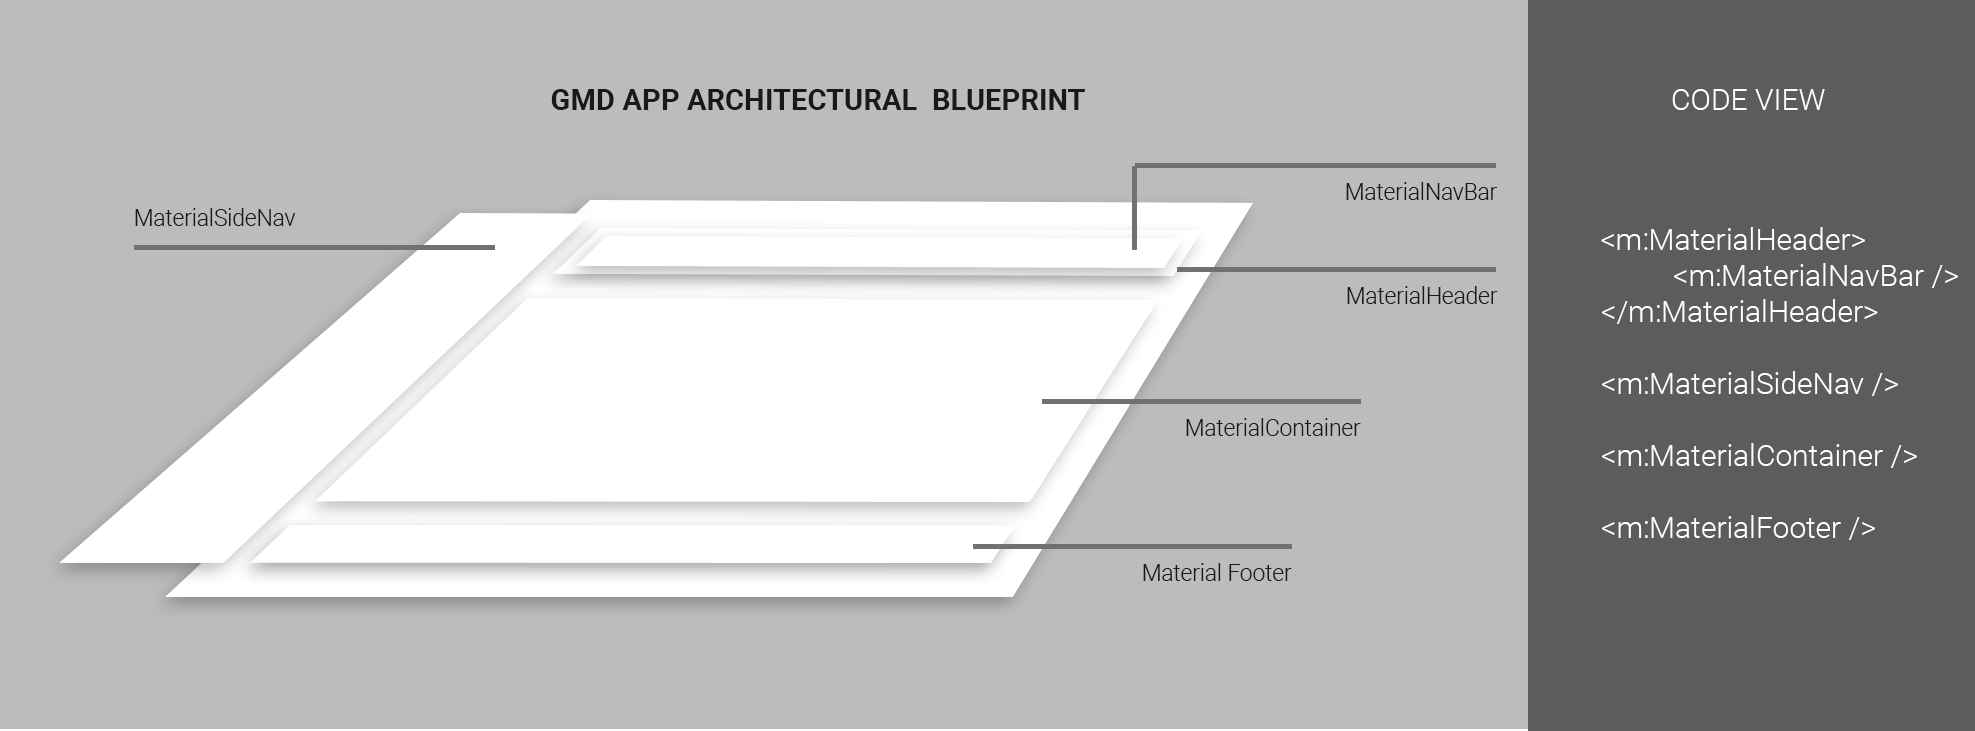 GMD APP ARCHITECTURAL  BLUEPRINT
MaterialSideNav
MaterialNavBar
MaterialHeader
MaterialContainer
Material Footer
CODE VIEW
<m:MaterialHeader>
<m:MaterialNavBar />
</m:MaterialHeader>
<m:MaterialSideNav />
<m:MaterialContainer />
<m:MaterialFooter />